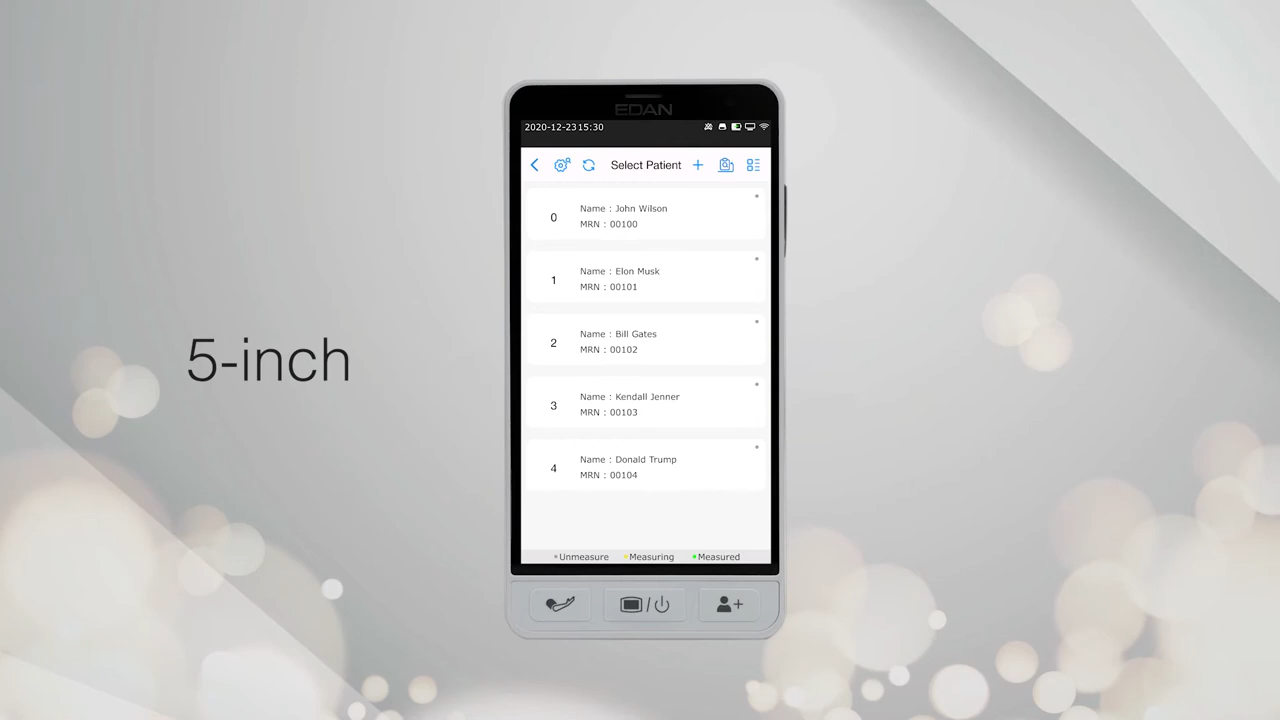 EDAN
2020-12-23 15:30
Select Patient
0
Name : John Wilson
MRN : 00100
1
Name : Elon Musk
MRN : 00101
2
Name : Bill Gates
MRN : 00102
3
Name : Kendall Jenner
MRN : 00103
4
Name : Donald Trump
MRN : 00104
Unmeasure Measuring Measured
5-inch